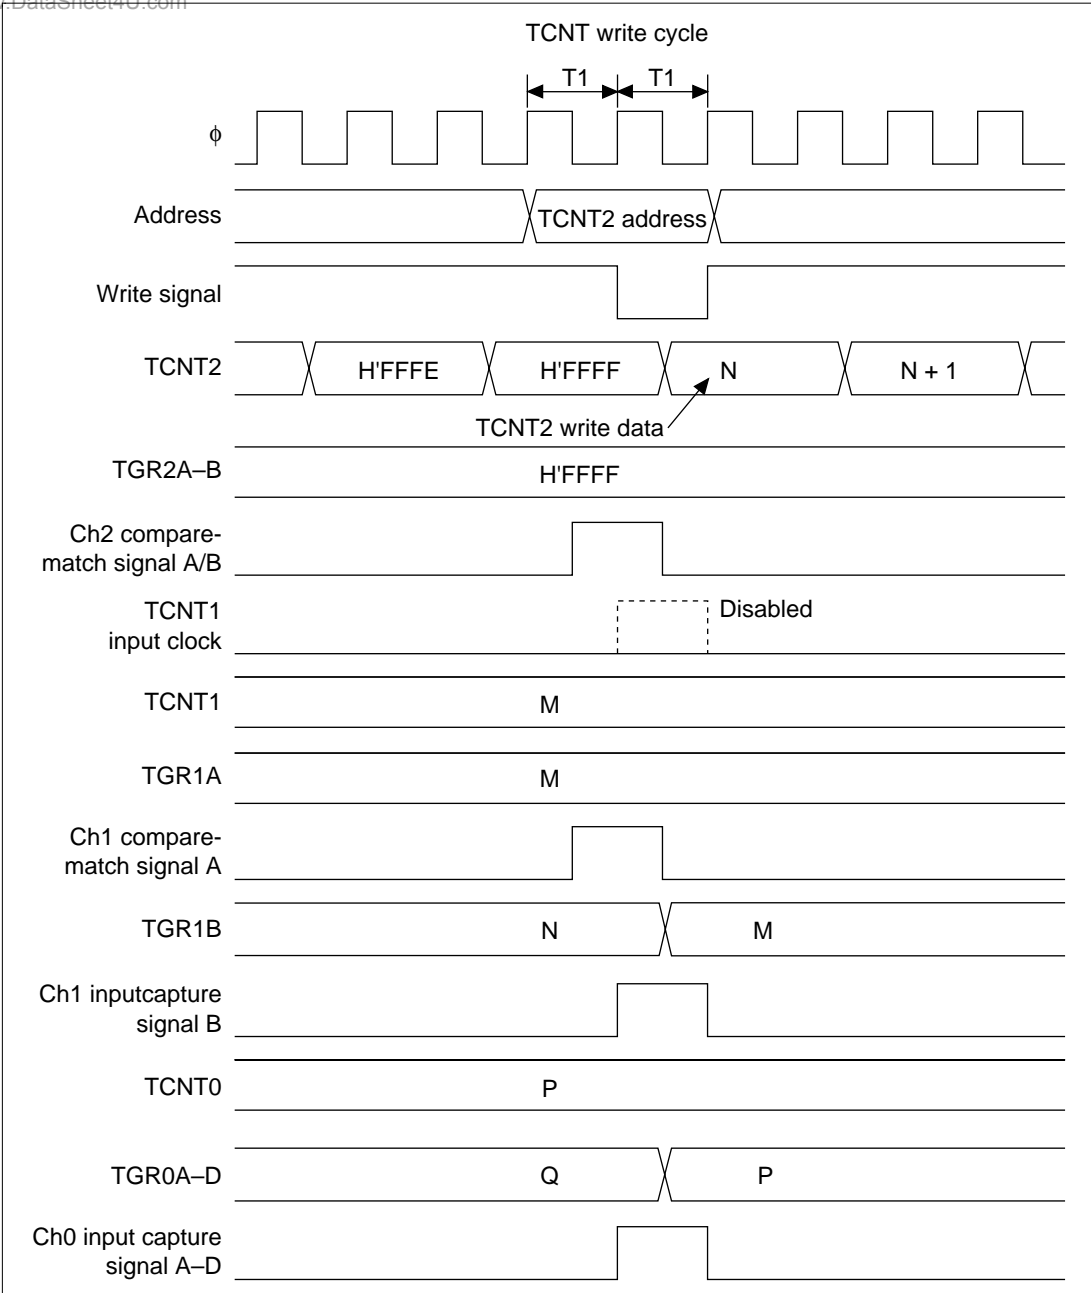 .DataSheet4U.com
TCNT write cycle
T1 T1
ϕ
Address
TCNT2 address
Write signal
TCNT2
H'FFFE H'FFFF N N + 1
TCNT2 write data
TGR2A–B
H'FFFF
Ch2 compare-
match signal A/B
TCNT1
input clock
Disabled
TCNT1
M
TGR1A
M
Ch1 compare-
match signal A
TGR1B
N M
Ch1 inputcapture
signal B
TCNT0
P
TGR0A–D
Q P
Ch0 input capture
signal A–D